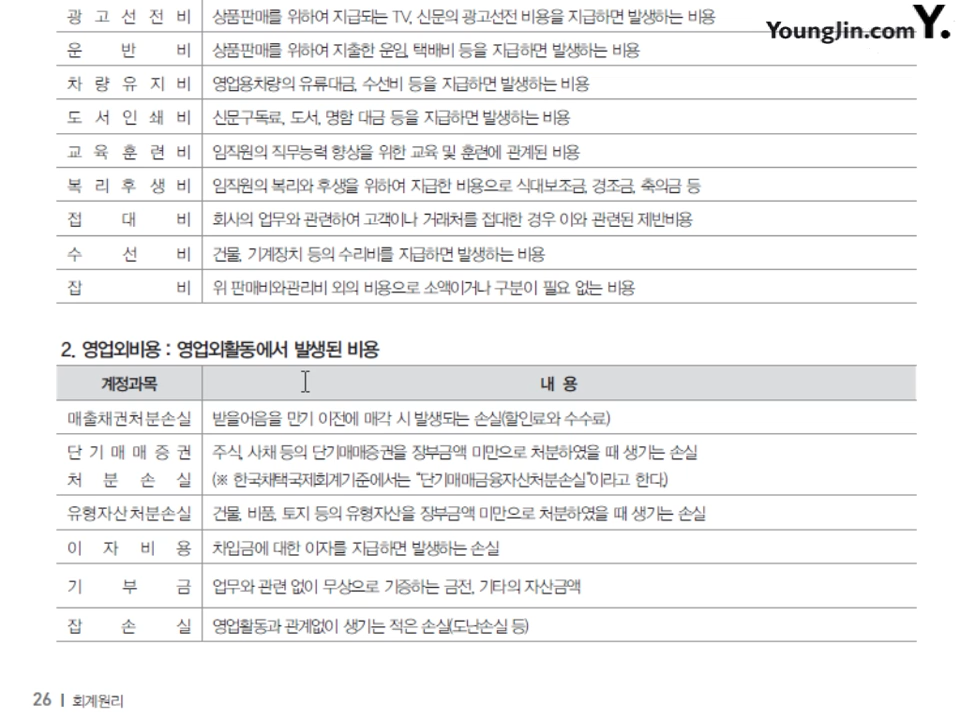 YoungJin.com Y.
광고선전비 상품판매를 위하여 지급되는 TV, 신문의 광고선전 비용을 지급하면 발생하는 비용
운반비 상품판매를 위하여 지출한 운임, 택배비 등을 지급하면 발생하는 비용
차량유지비 영업용차량의 유류대금, 수선비 등을 지급하면 발생하는 비용
도서인쇄비 신문구독료, 도서, 명함 대금 등을 지급하면 발생하는 비용
교육훈련비 임직원의 직무능력 향상을 위한 교육 및 훈련에 관계된 비용
복리후생비 임직원의 복리와 후생을 위하여 지급한 비용으로 식대보조금, 경조금, 축의금 등
접대비 회사의 업무와 관련하여 고객이나 거래처를 접대한 경우 이와 관련된 제반비용
수선비 건물, 기계장치 등의 수리비를 지급하면 발생하는 비용
잡비 위 판매비와관리비 외의 비용으로 소액이거나 구분이 필요 없는 비용
2. 영업외비용 : 영업외활동에서 발생된 비용
계정과목 내 용
매출채권처분손실 받을어음을 만기 이전에 매각 시 발생되는 손실(할인료와 수수료)
단기매매증권 주식, 사채 등의 단기매매증권을 장부금액 미만으로 처분하였을 때 생기는 손실
처분손실 (※ 한국채택국제회계기준에서는 "단기매매금융자산처분손실"이라고 한다.)
유형자산처분손실 건물, 비품, 토지 등의 유형자산을 장부금액 미만으로 처분하였을 때 생기는 손실
이자비용 차입금에 대한 이자를 지급하면 발생하는 손실
기부금 업무와 관련 없이 무상으로 기증하는 금전, 기타의 자산금액
잡손실 영업활동과 관계없이 생기는 적은 손실(도난손실 등)
26 | 회계원리